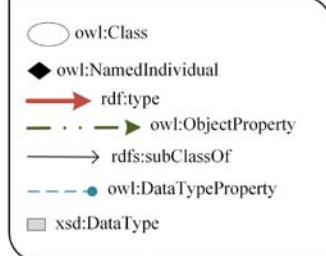 owl:Class
owl:NamedIndividual
rdf:type
owl:ObjectProperty
rdfs:subClassOf
owl:DataTypeProperty
xsd:DataType